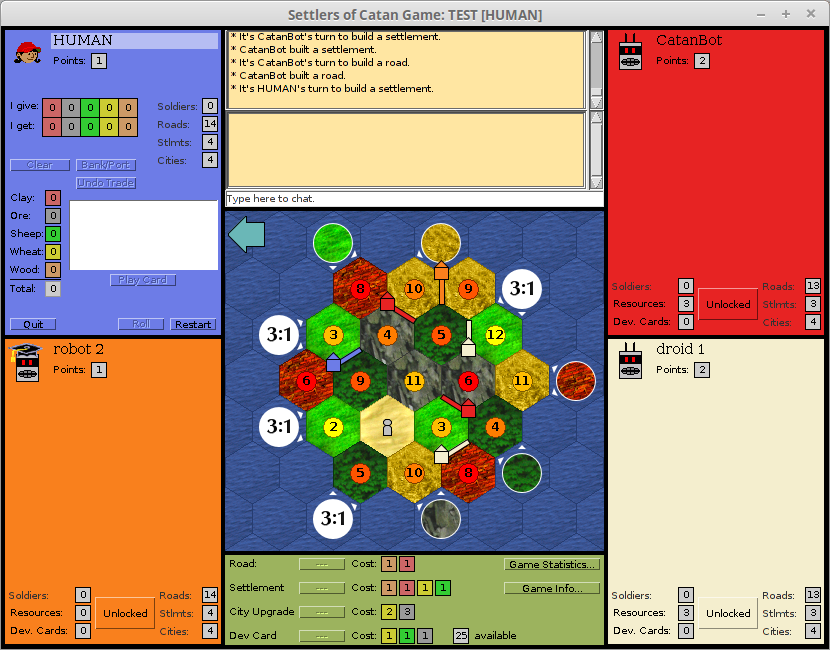 Settlers of Catan Game: TEST [HUMAN]
HUMAN
Points: 1
I give: 0 0 0 0 0
I get: 0 0 0 0 0
Soldiers: 0
Roads: 14
Stlmts: 4
Cities: 4
Clear
Bank/Port
Undo Trade
Clay: 0
Ore: 0
Sheep: 0
Wheat: 0
Wood: 0
Total: 0
Play Card
Quit
Roll
Restart
* It's CatanBot's turn to build a settlement.
* CatanBot built a settlement.
* It's CatanBot's turn to build a road.
* CatanBot built a road.
* It's HUMAN's turn to build a settlement.
Type here to chat.
CatanBot
Points: 2
Soldiers: 0
Resources: 3
Dev. Cards: 0
Unlocked
Roads: 13
Stlmts: 3
Cities: 4
8 10 9 3:1
3:1 3 4 5 12
6 9 11 6 11
3:1 2 3 4
5 10 8
3:1
robot 2
Points: 1
Soldiers: 0
Resources: 0
Dev. Cards: 0
Unlocked
Roads: 14
Stlmts: 4
Cities: 4
Road: --- Cost: 1 1
Settlement --- Cost: 1 1 1 1
City Upgrade --- Cost: 2 3
Dev Card --- Cost: 1 1 1 25 available
Game Statistics...
Game Info...
droid 1
Points: 2
Soldiers: 0
Resources: 3
Dev. Cards: 0
Unlocked
Roads: 13
Stlmts: 3
Cities: 4